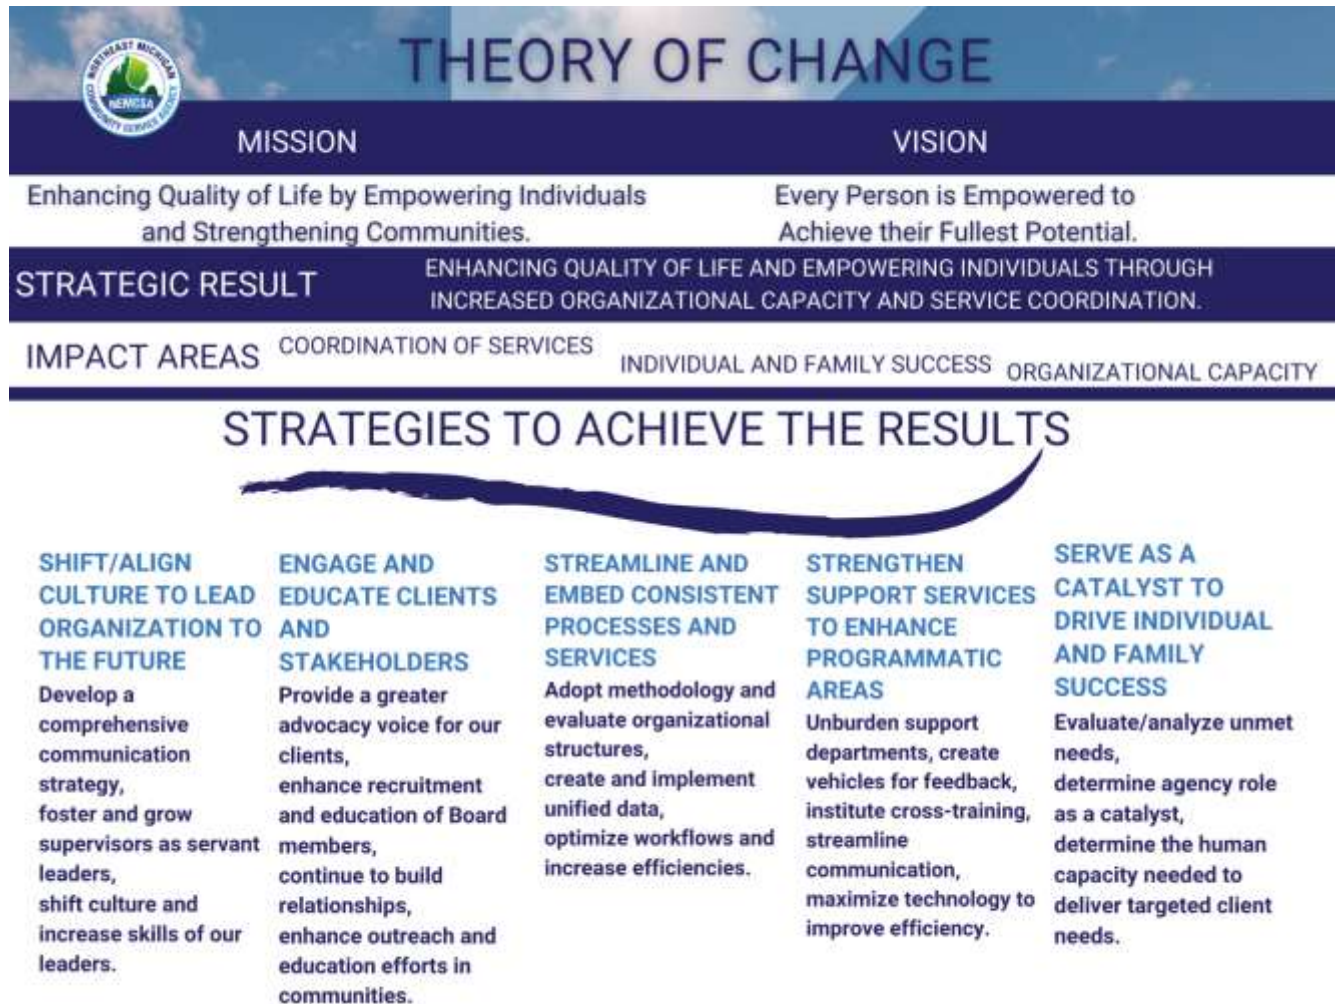 NORTHEAST MICHIGAN
NEMCSA
COMMUNITY SERVICE AGENCY
THEORY OF CHANGE
MISSION
VISION
Enhancing Quality of Life by Empowering Individuals
and Strengthening Communities.
Every Person is Empowered to
Achieve their Fullest Potential.
STRATEGIC RESULT
ENHANCING QUALITY OF LIFE AND EMPOWERING INDIVIDUALS THROUGH
INCREASED ORGANIZATIONAL CAPACITY AND SERVICE COORDINATION.
IMPACT AREAS
COORDINATION OF SERVICES
INDIVIDUAL AND FAMILY SUCCESS
ORGANIZATIONAL CAPACITY
STRATEGIES TO ACHIEVE THE RESULTS
SHIFT/ALIGN
CULTURE TO LEAD
ORGANIZATION TO
THE FUTURE
Develop a
comprehensive
communication
strategy,
foster and grow
supervisors as servant
leaders,
shift culture and
increase skills of our
leaders.
ENGAGE AND
EDUCATE CLIENTS
AND
STAKEHOLDERS
Provide a greater
advocacy voice for our
clients,
enhance recruitment
and education of Board
members,
continue to build
relationships,
enhance outreach and
education efforts in
communities.
STREAMLINE AND
EMBED CONSISTENT
PROCESSES AND
SERVICES
Adopt methodology and
evaluate organizational
structures,
create and implement
unified data,
optimize workflows and
increase efficiencies.
STRENGTHEN
SUPPORT SERVICES
TO ENHANCE
PROGRAMMATIC
AREAS
Unburden support
departments, create
vehicles for feedback,
institute cross-training,
streamline
communication,
maximize technology to
improve efficiency.
SERVE AS A
CATALYST TO
DRIVE INDIVIDUAL
AND FAMILY
SUCCESS
Evaluate/analyze unmet
needs,
determine agency role
as a catalyst,
determine the human
capacity needed to
deliver targeted client
needs.